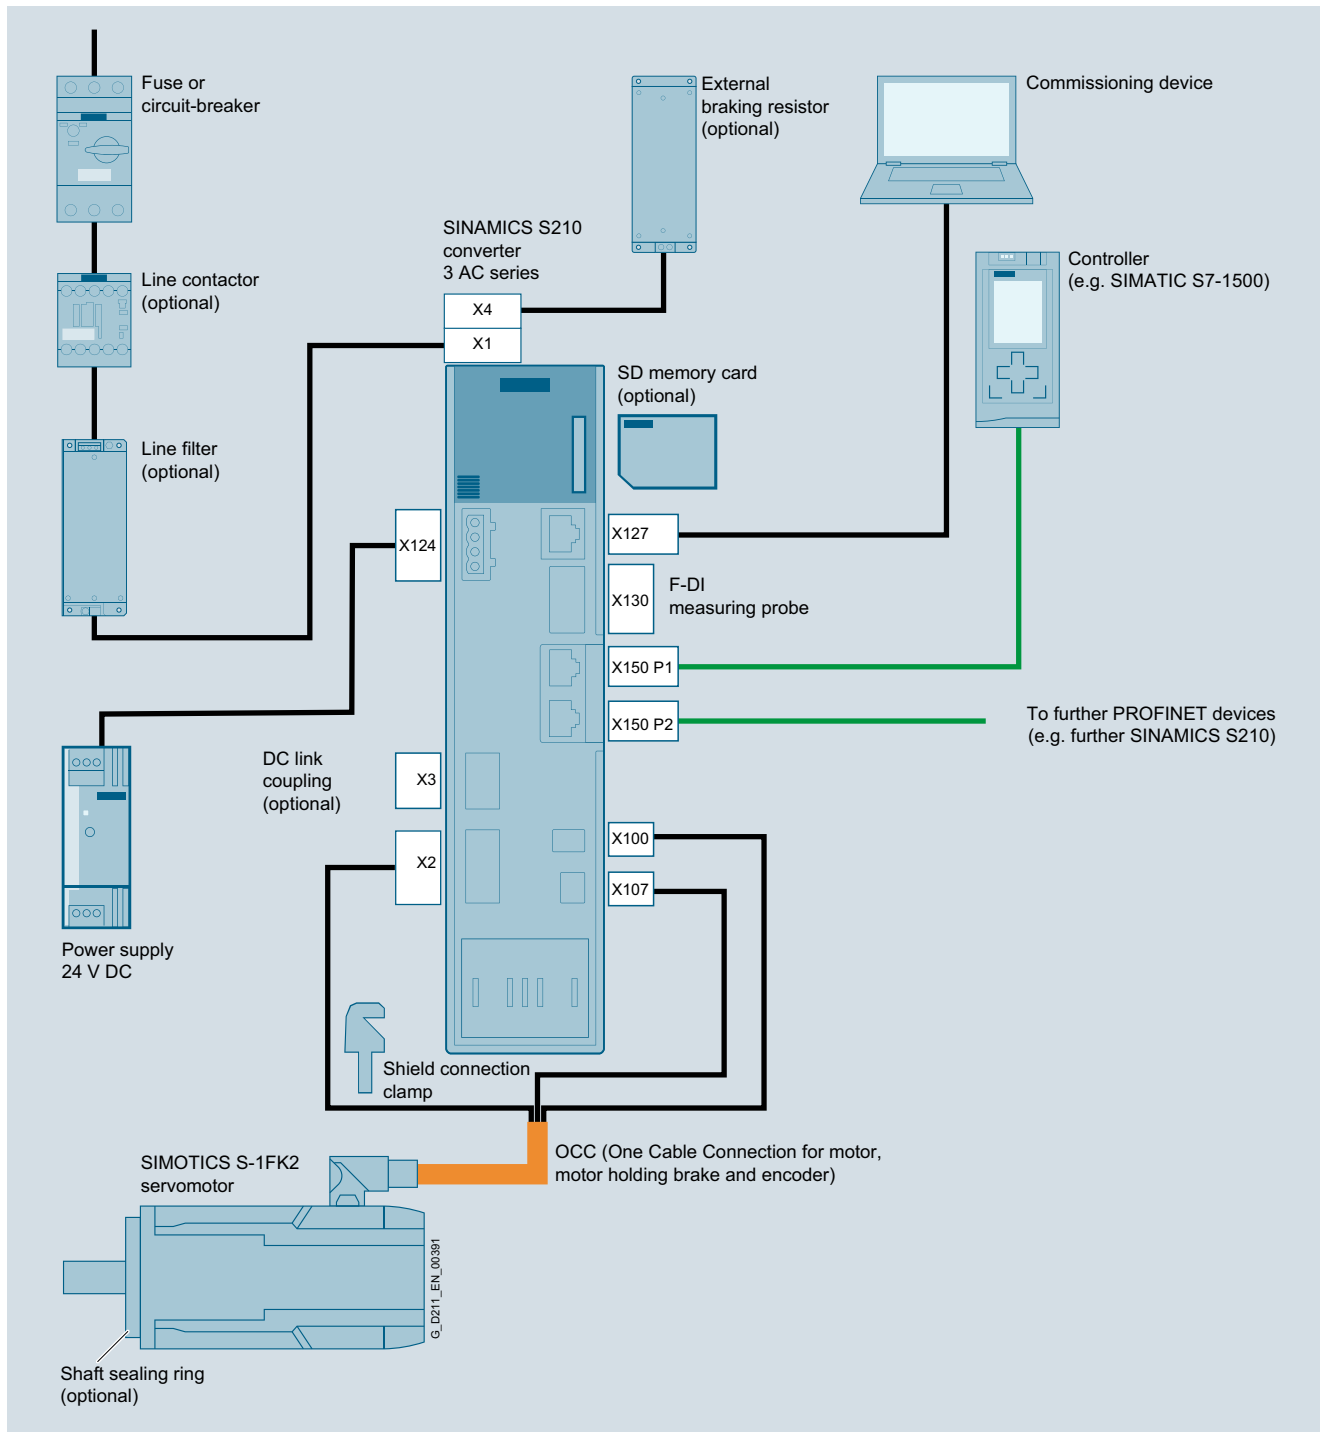 Fuse or
circuit-breaker
External
braking resistor
(optional)
Commissioning device
SINAMICS S210
converter
3 AC series
Controller
(e.g. SIMATIC S7-1500)
Line contactor
(optional)
X4
X1
SD memory card
(optional)
Line filter
(optional)
X124
X127
X130
F-DI
measuring probe
X150 P1
X150 P2
To further PROFINET devices
(e.g. further SINAMICS S210)
DC link
coupling
(optional)
X3
X2
X100
X107
Power supply
24 V DC
Shield connection
clamp
OCC (One Cable Connection for motor,
motor holding brake and encoder)
SIMOTICS S-1FK2
servomotor
G_D211_EN_00391
Shaft sealing ring
(optional)